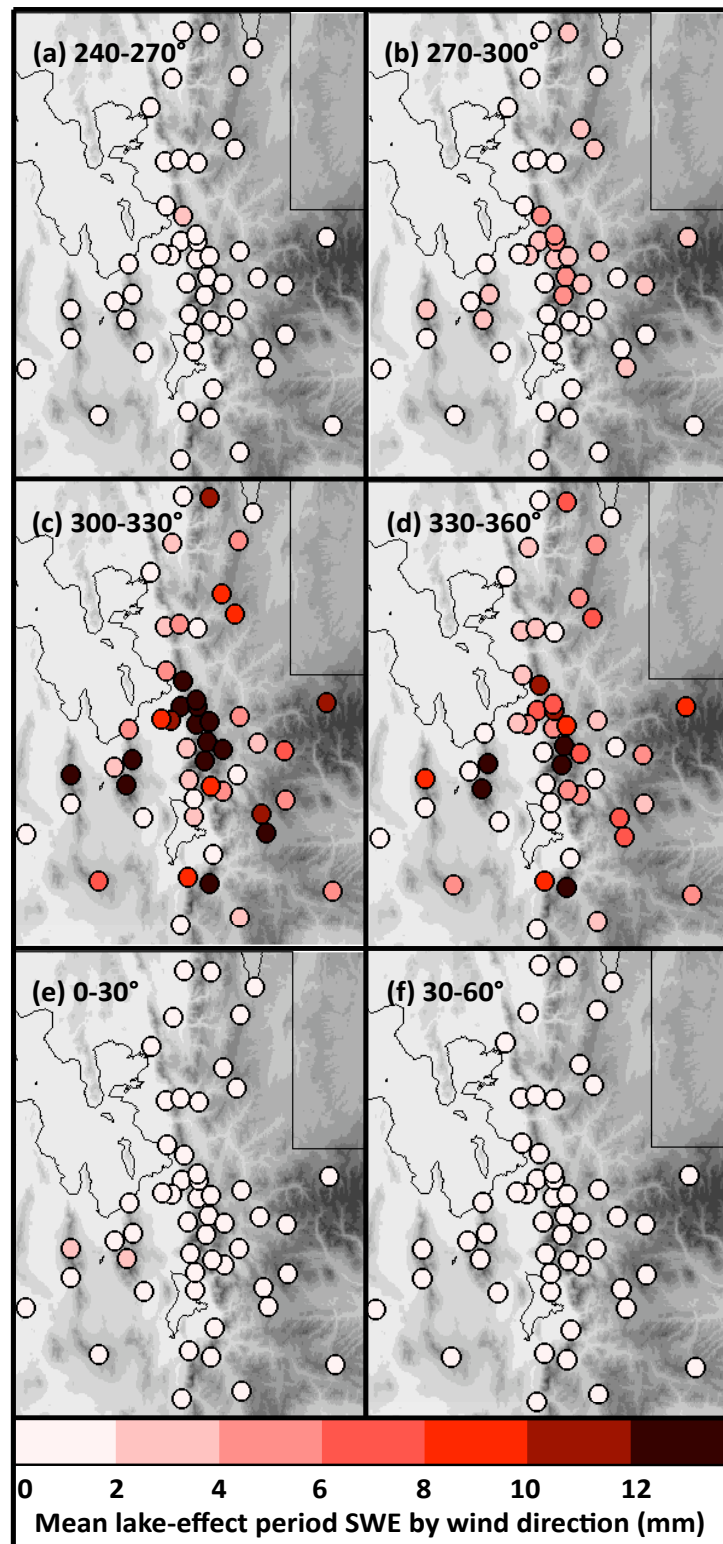 (a) 240-270°
(b) 270-300°
(c) 300-330°
(d) 330-360°
(e) 0-30°
(f) 30-60°
0 2 4 6 8 10 12
Mean lake-effect period SWE by wind direction (mm)